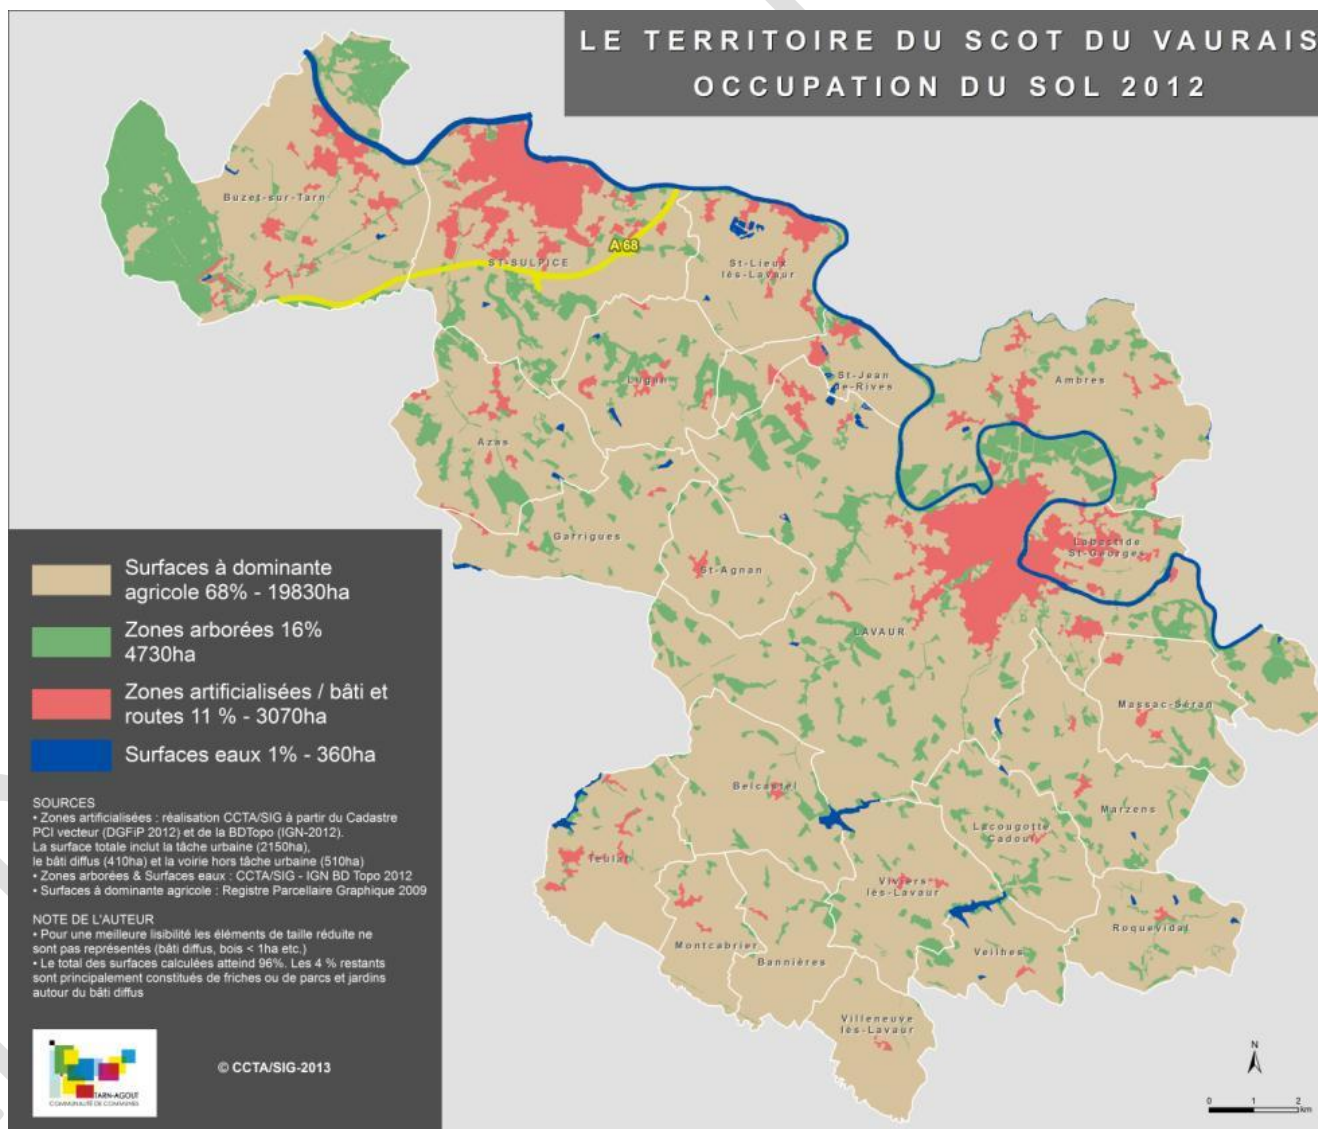 LE TERRITOIRE DU SCOT DU VAURAIS
OCCUPATION DU SOL 2012
Buzet-sur-Tarn
A 68
ST-SULPICE
St-Lieux
lès-Lavaur
St-Jean
de-Rives
Ambres
Lugan
Azas
Garrigues
St-Agnan
Labastide
St-Georges
LAVAUR
Massac-Séran
Belcastel
Marzens
Lacougotte
Cadoul
Teulat
Viviers
lès-Lavaur
Montcabrier
Bannières
Veilhes
Roquevidal
Villeneuve
lès-Lavaur
Surfaces à dominante
agricole 68% - 19830ha
Zones arborées 16%
4730ha
Zones artificialisées / bâti et
routes 11 % - 3070ha
Surfaces eaux 1% - 360ha
SOURCES
• Zones artificialisées : réalisation CCTA/SIG à partir du Cadastre
PCI vecteur (DGFiP 2012) et de la BDTopo (IGN-2012).
La surface totale inclut la tâche urbaine (2150ha),
le bâti diffus (410ha) et la voirie hors tâche urbaine (510ha)
• Zones arborées & Surfaces eaux : CCTA/SIG - IGN BD Topo 2012
• Surfaces à dominante agricole : Registre Parcellaire Graphique 2009
NOTE DE L'AUTEUR
• Pour une meilleure lisibilité les éléments de taille réduite ne
sont pas représentés (bâti diffus, bois < 1ha etc.)
• Le total des surfaces calculées atteind 96%. Les 4 % restants
sont principalement constitués de friches ou de parcs et jardins
autour du bâti diffus
TARN-AGOUT
COMMUNAUTÉ DE COMMUNES
© CCTA/SIG-2013
N
0 1 2
km